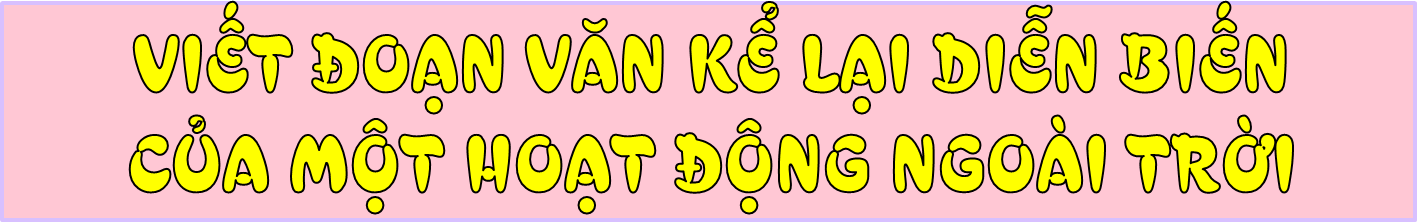 VIẾT ĐOẠN VĂN KỂ LẠI DIỄN BIẾN
CỦA MỘT HOẠT ĐỘNG NGOÀI TRỜI